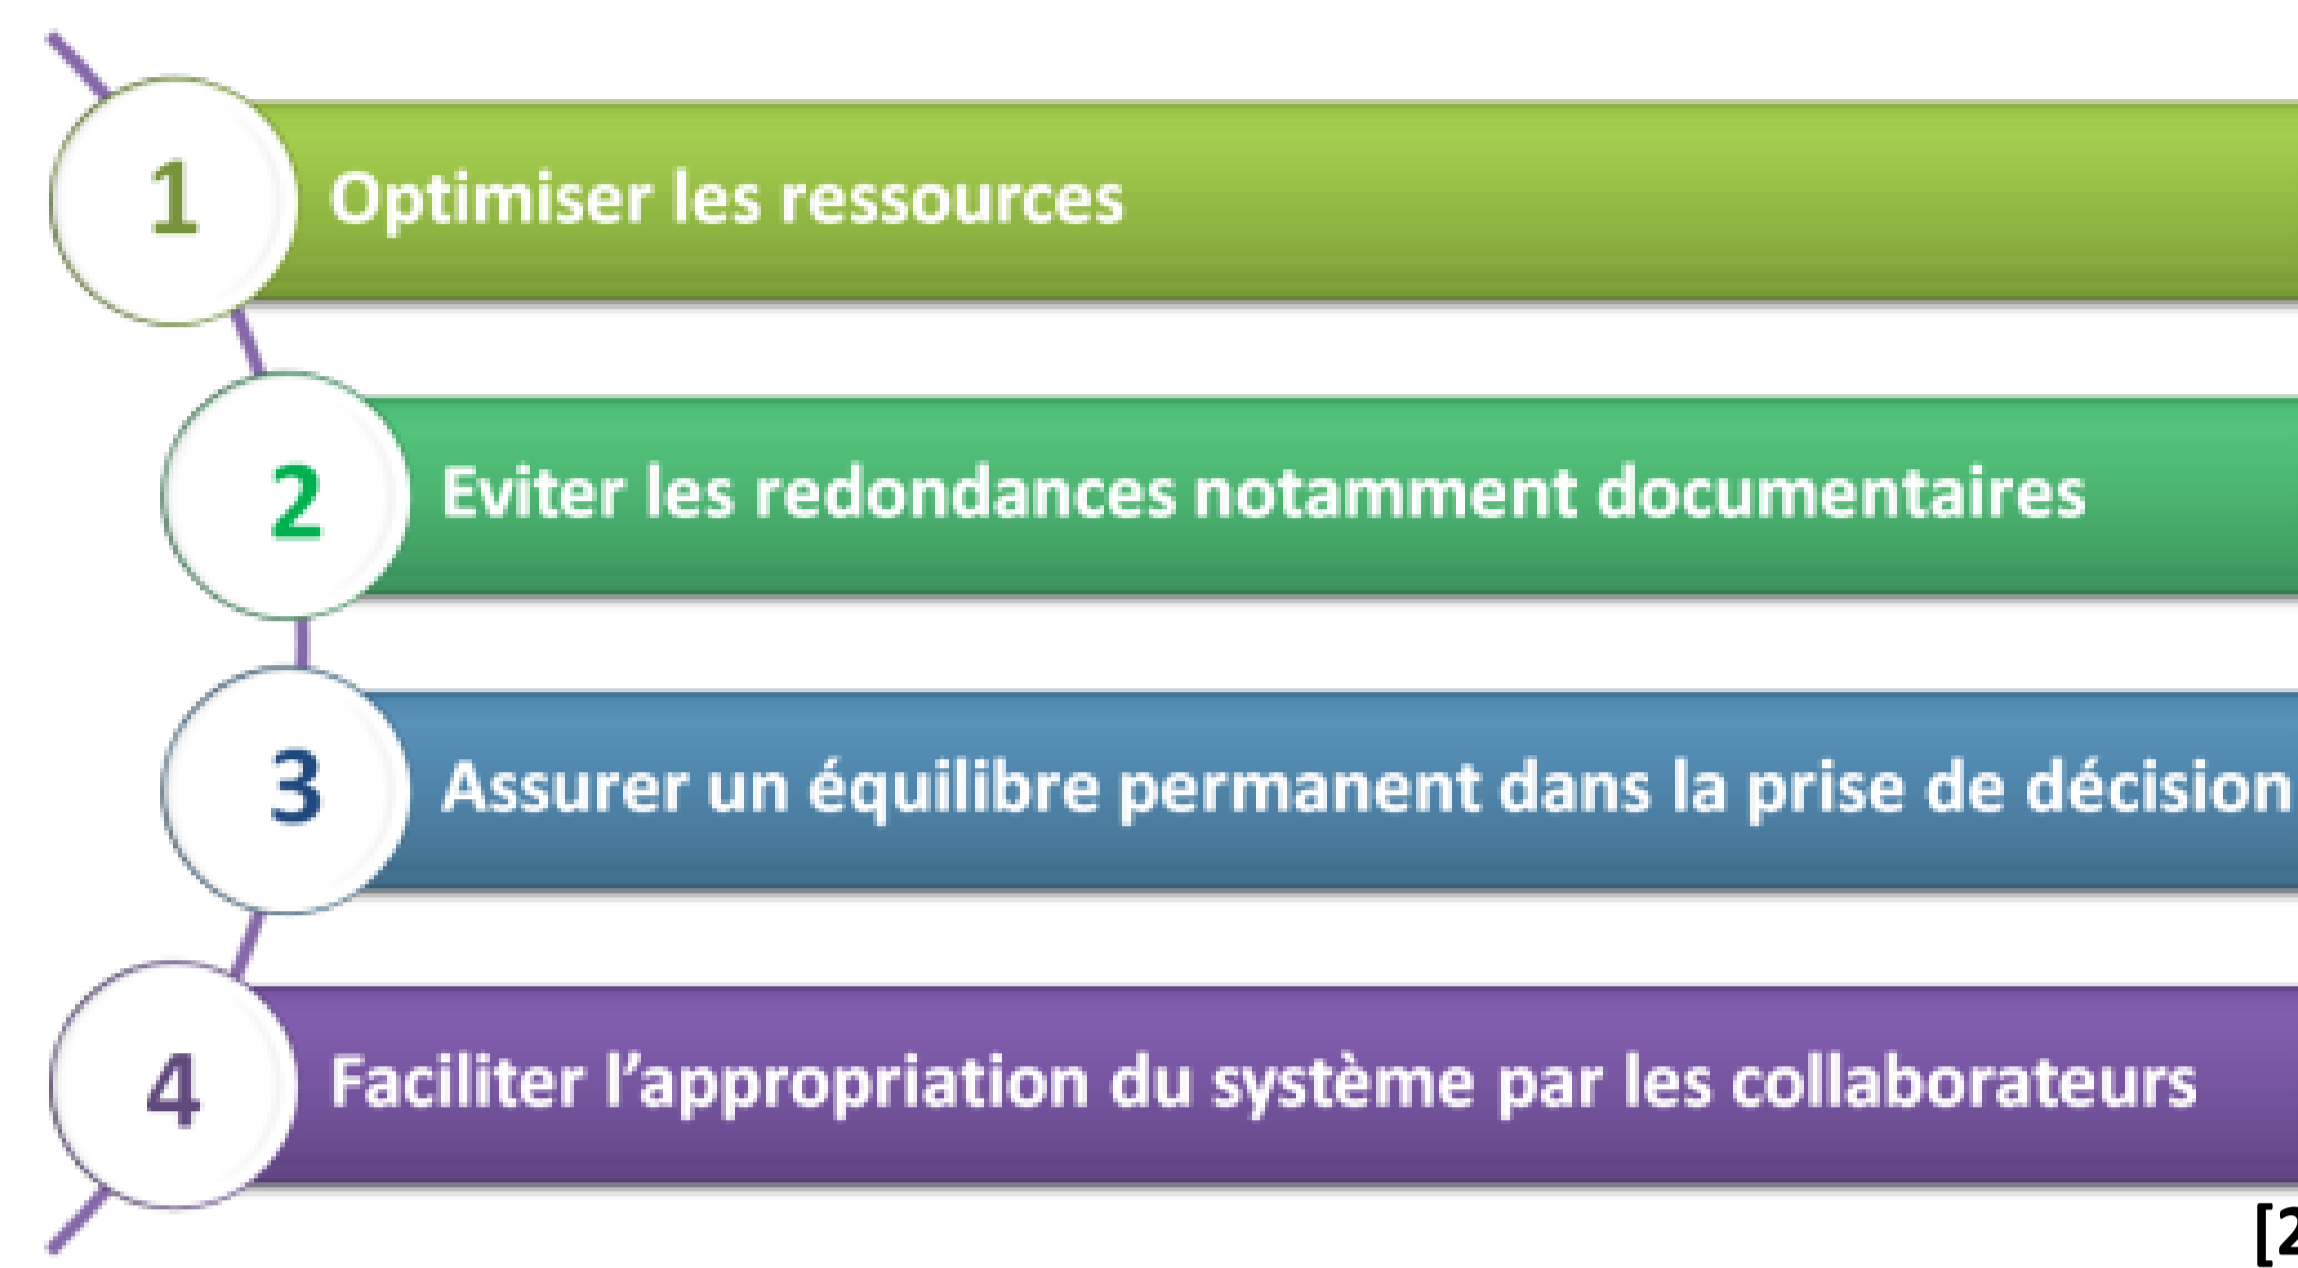 1
Optimiser les ressources
2
Eviter les redondances notamment documentaires
3
Assurer un équilibre permanent dans la prise de décision
4
Faciliter l’appropriation du système par les collaborateurs
[2